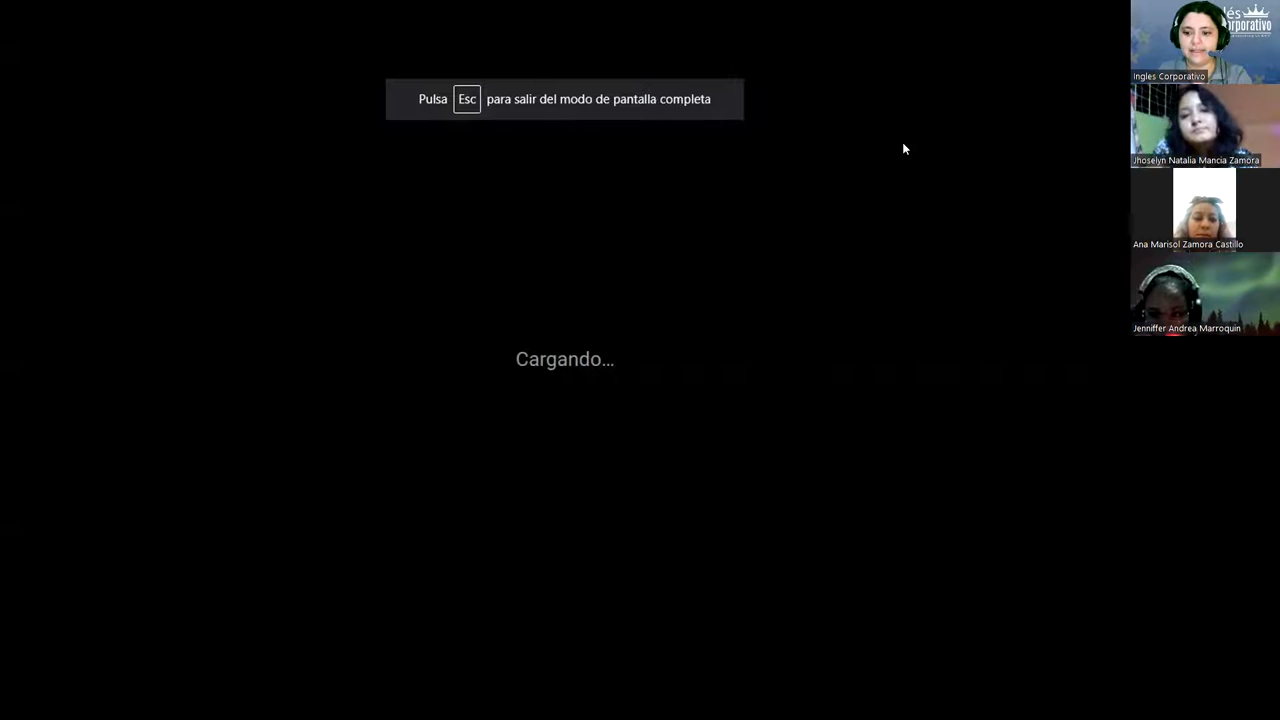 Pulsa Esc para salir del modo de pantalla completa
Cargando...
Ingles Corporativo
Jhoselyn Natalia Mancia Zamora
Ana Marisol Zamora Castillo
Jenniffer Andrea Marroquin